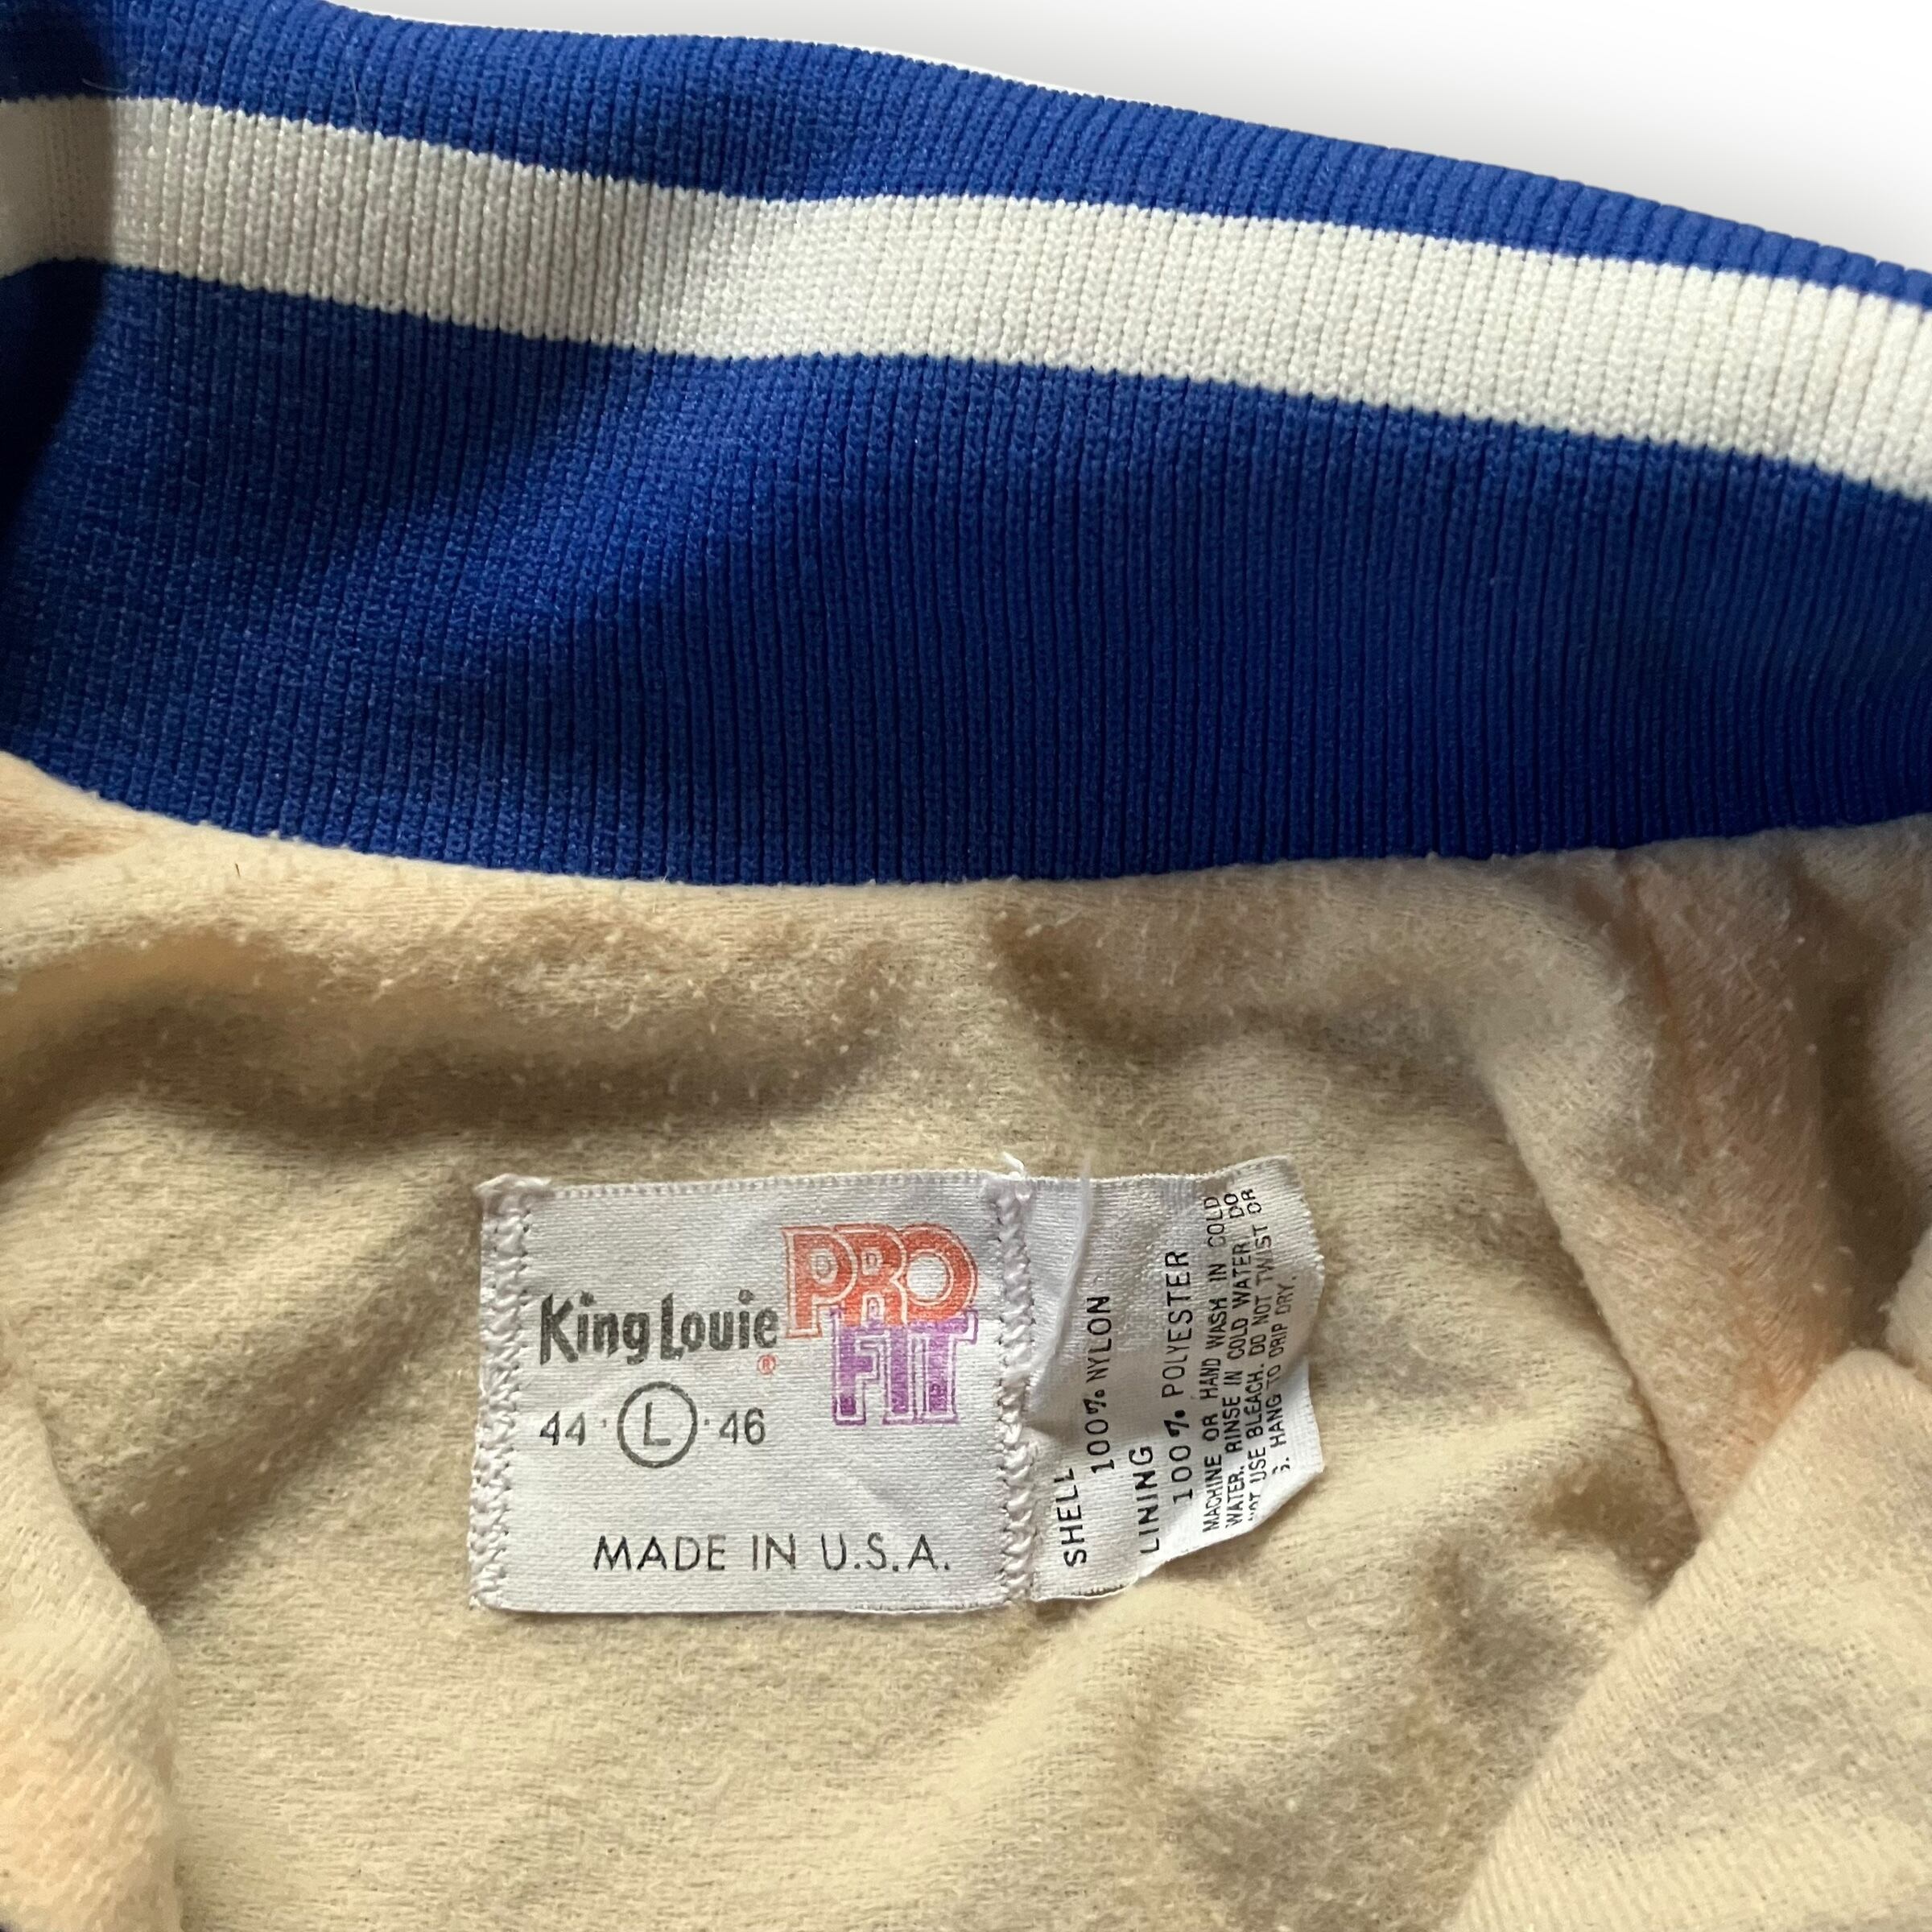 King Louie®
PRO
FIT
44 · L · 46
MADE IN U.S.A.
SHELL
100% NYLON
LINING
100% POLYESTER
MACHINE OR HAND WASH IN COLD
WATER. RINSE IN COLD WATER. DO
NOT USE BLEACH. DO NOT TWIST OR
HANG TO DRIP DRY.